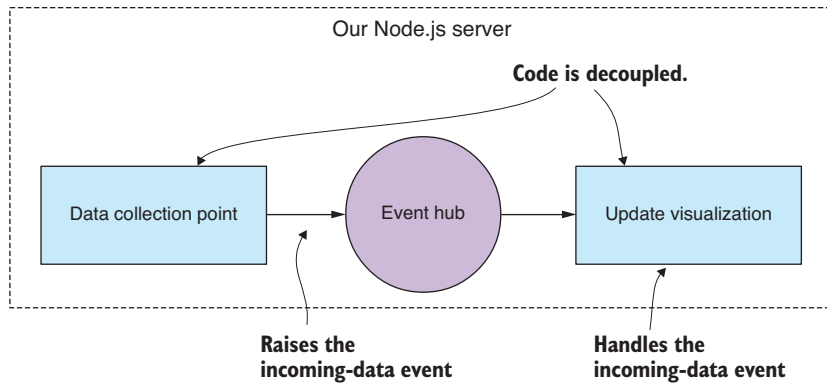 Our Node.js server
Code is decoupled.
Data collection point
Event hub
Update visualization
Raises the
incoming-data event
Handles the
incoming-data event